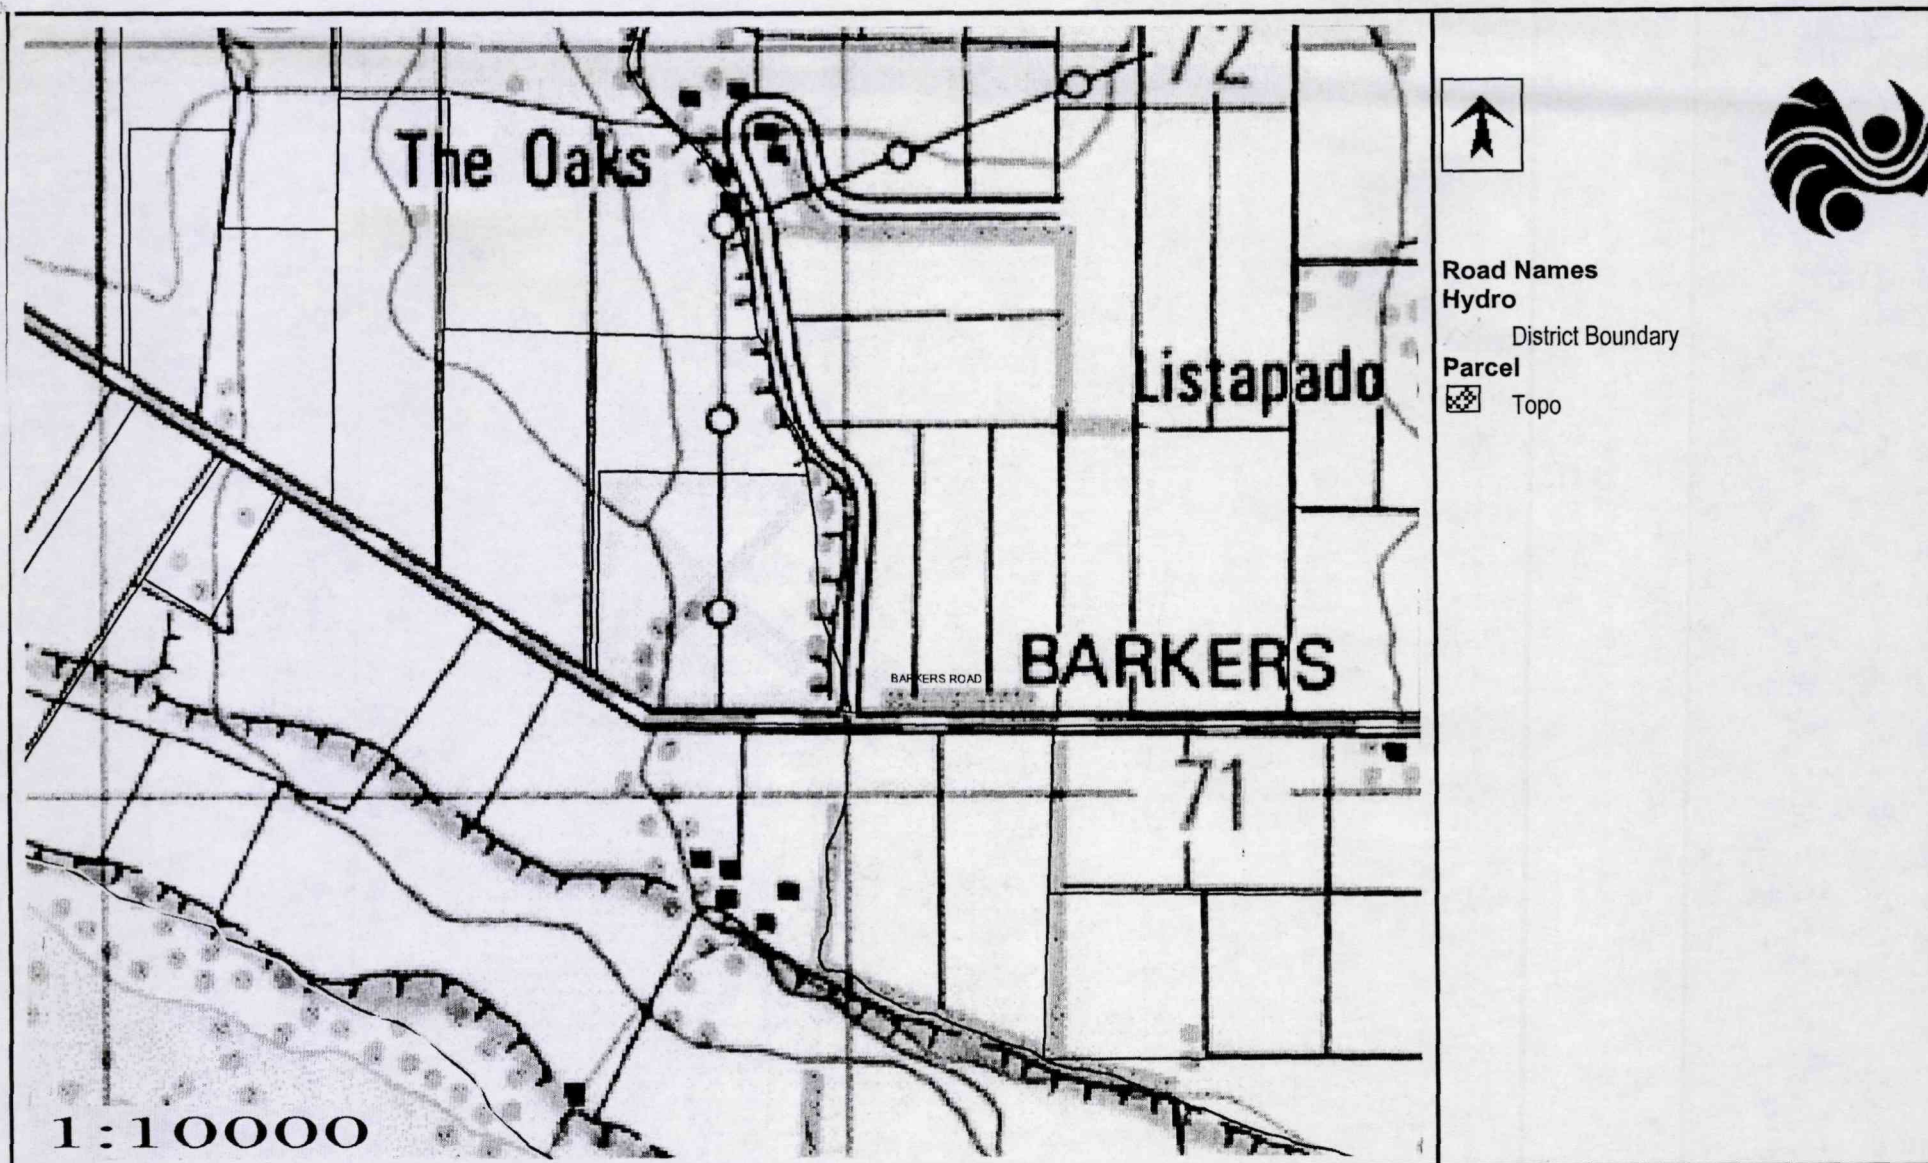 72
The Oaks
Listapado
BARKERS ROAD
BARKERS
71
1:10000
Road Names
Hydro
District Boundary
Parcel
Topo